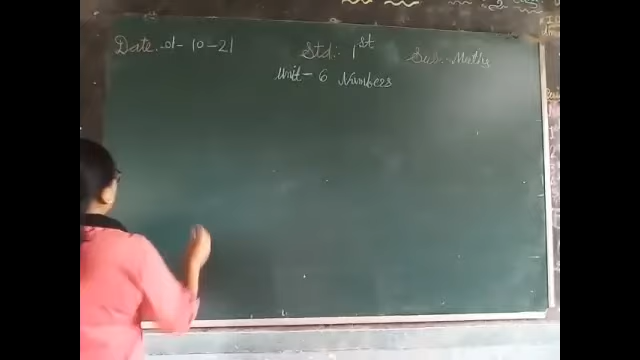 Date. 01-10-21 Std:- 1st Sub:- Maths
Unit - 6 Numbers